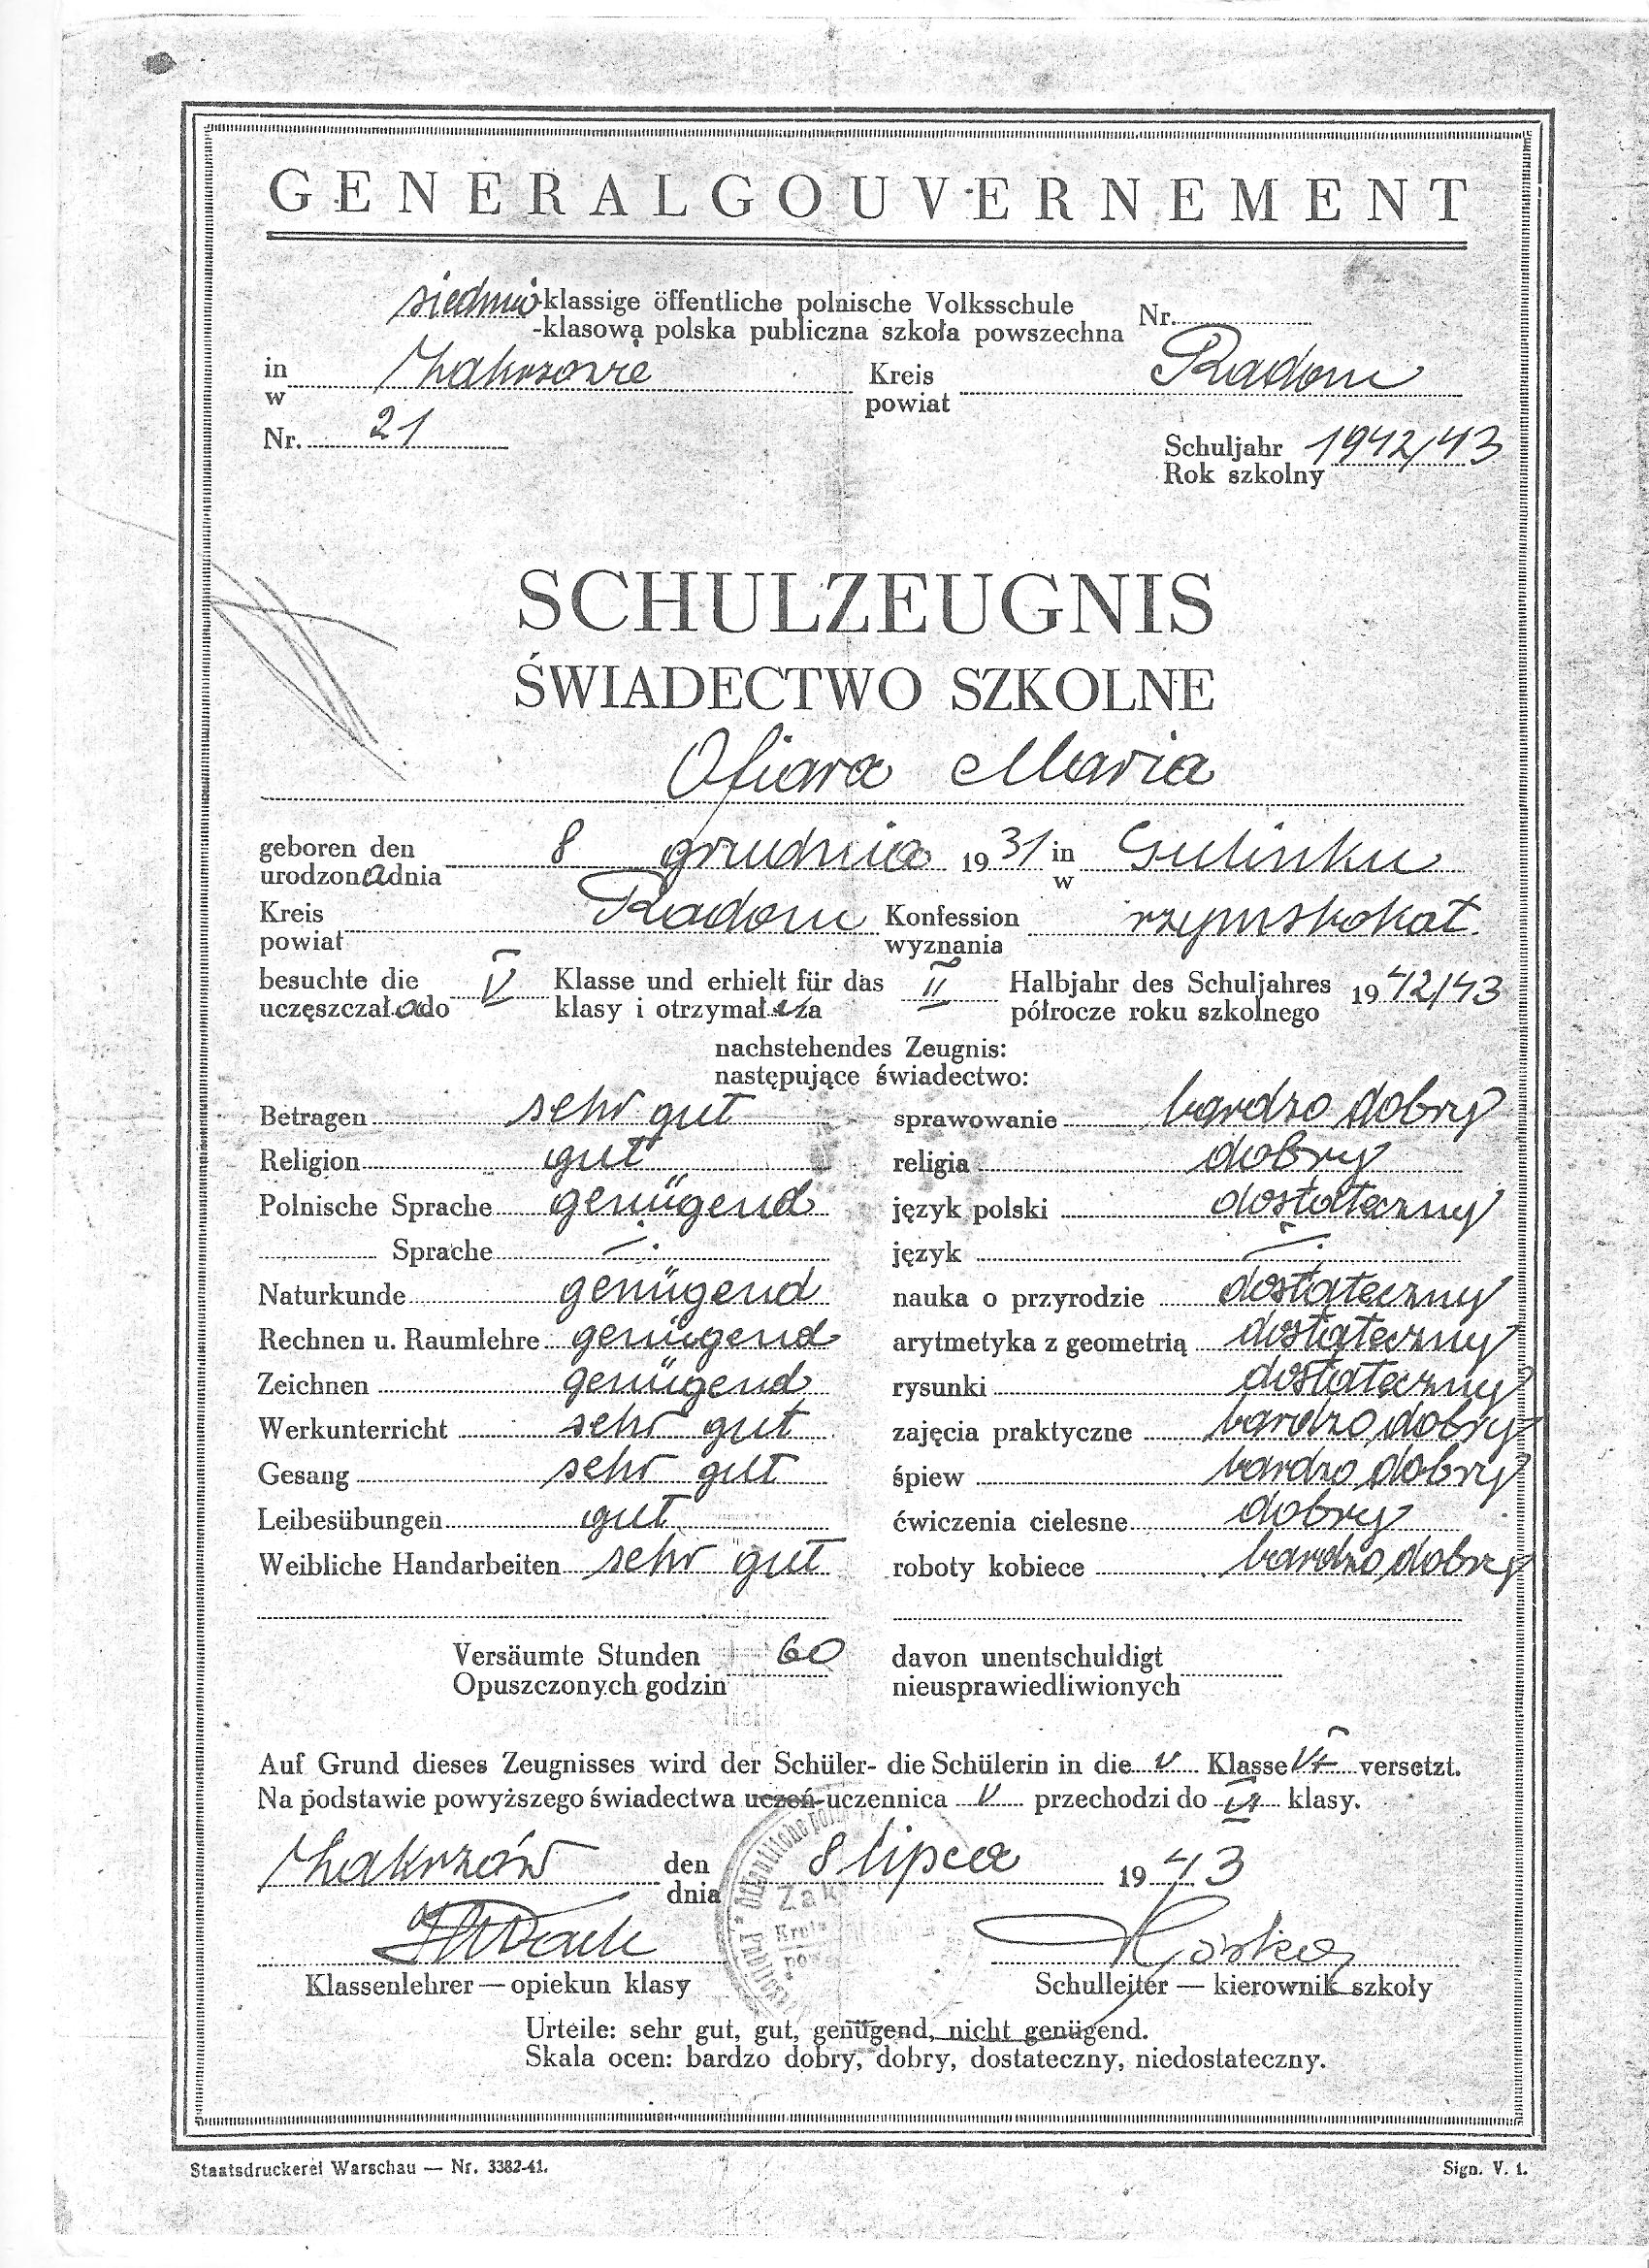 GENERALGOUVERNEMENT
siedmio-klassige öffentliche polnische Volksschule Nr.
-klasową polska publiczna szkoła powszechna
in Zakrzowie Kreis Radom
w powiat
Nr. 21
Schuljahr 1942/43
Rok szkolny
SCHULZEUGNIS
ŚWIADECTWO SZKOLNE
Ofiara Maria
geboren den 8 grudnia 1931 in Gulinku
urodzona dnia w
Kreis Radom Konfession rzymskokat.
powiat wyznania
besuchte die V Klasse und erhielt für das II Halbjahr des Schuljahres 1942/43
uczęszczała do klasy i otrzymała za półrocze roku szkolnego
nachstehendes Zeugnis:
następujące świadectwo:
Betragen sehr gut sprawowanie bardzo dobry
Religion gut religia dobry
Polnische Sprache genügend język polski dostateczny
Sprache —. język —.
Naturkunde genügend nauka o przyrodzie dostateczny
Rechnen u. Raumlehre genügend arytmetyka z geometrią dostateczny
Zeichnen genügend rysunki dostateczny
Werkunterricht sehr gut zajęcia praktyczne bardzo dobry
Gesang sehr gut śpiew bardzo dobry
Leibesübungen gut ćwiczenia cielesne dobry
Weibliche Handarbeiten sehr gut roboty kobiece bardzo dobry
Versäumte Stunden 60 davon unentschuldigt
Opuszczonych godzin nieusprawiedliwionych
Auf Grund dieses Zeugnisses wird der Schüler- die Schülerin in die V Klasse VI versetzt.
Na podstawie powyższego świadectwa uczeń-uczennica V przechodzi do VI klasy.
Zakrzów den 8 lipca 1943
dnia
Klassenlehrer — opiekun klasy Schulleiter — kierownik szkoły
Urteile: sehr gut, gut, genügend, nicht genügend.
Skala ocen: bardzo dobry, dobry, dostateczny, niedostateczny.
Staatsdruckerei Warschau — Nr. 3382-41. Sign. V. 1.